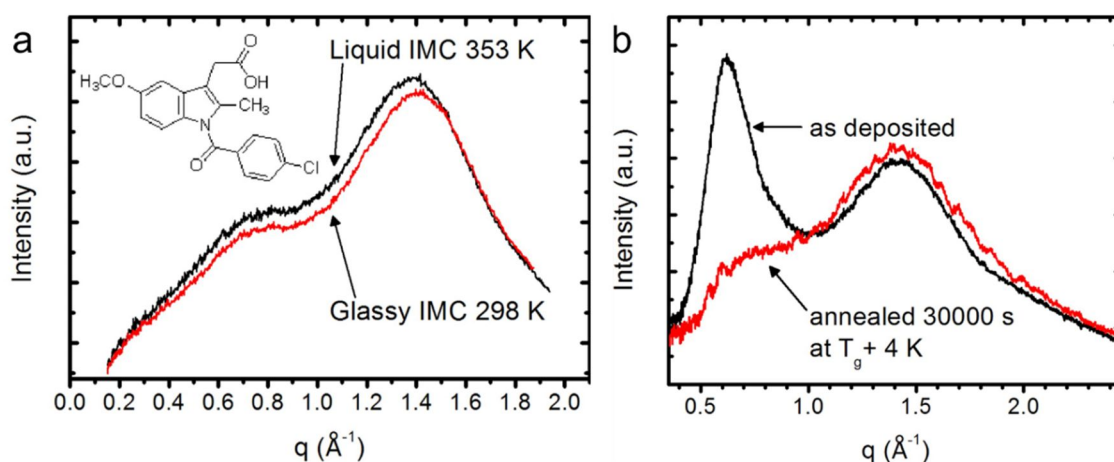 a
Liquid IMC 353 K
O
OH
H₃CO
CH₃
N
O
Cl
Glassy IMC 298 K
Intensity (a.u.)
0.0 0.2 0.4 0.6 0.8 1.0 1.2 1.4 1.6 1.8 2.0
q (Å⁻¹)
b
as deposited
annealed 30000 s
at Tg + 4 K
Intensity (a.u.)
0.5 1.0 1.5 2.0
q (Å⁻¹)